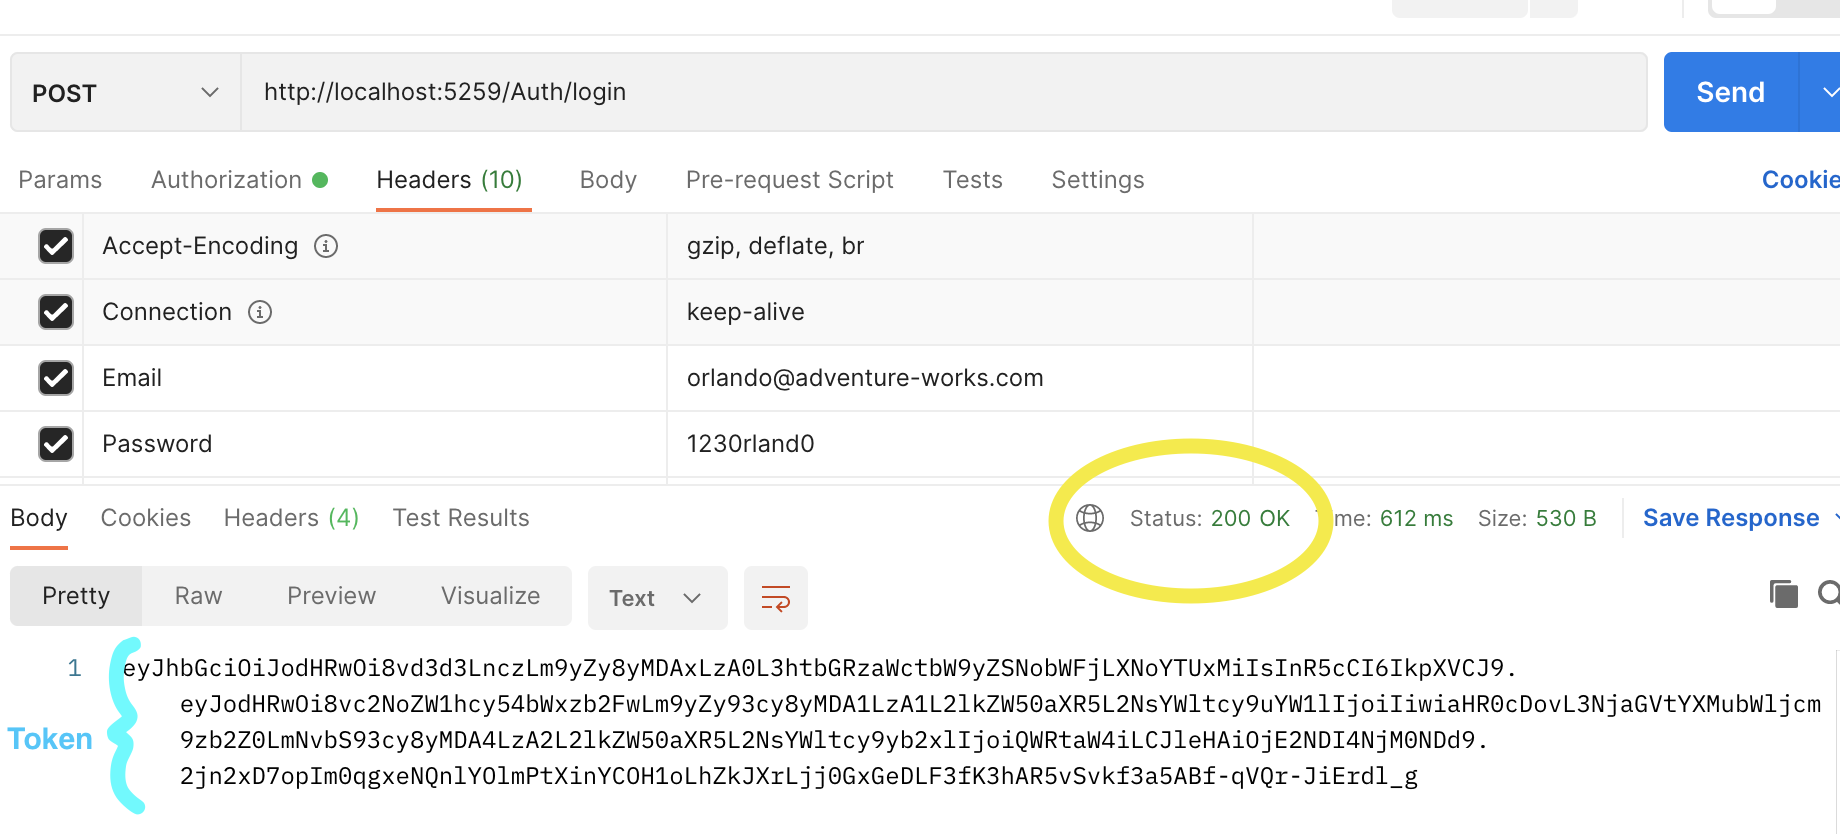 POST
http://localhost:5259/Auth/login
Send
Params Authorization Headers (10) Body Pre-request Script Tests Settings Cookie
Accept-Encoding gzip, deflate, br
Connection keep-alive
Email orlando@adventure-works.com
Password 1230rland0
Body Cookies Headers (4) Test Results Status: 200 OK me: 612 ms Size: 530 B Save Response
Pretty Raw Preview Visualize Text
1 eyJhbGciOiJodHRwOi8vd3d3LnczLm9yZy8yMDAxLzA0L3htbGRzaWctbW9yZSNobWFjLXNoYTUxMiIsInR5cCI6IkpXVCJ9.
eyJodHRwOi8vc2NoZW1hcy54bWxzb2FwLm9yZy93cy8yMDA1LzA1L2lkZW50aXR5L2NsYWltcy9uYW1lIjoiIiwiaHR0cDovL3NjaGVtYXMubWljcm
Token
9zb2Z0LmNvbS93cy8yMDA4LzA2L2lkZW50aXR5L2NsYWltcy9yb2xlIjoiQWRtaW4iLCJleHAiOjE2NDI4NjM0NDd9.
2jn2xD7opIm0qgxeNQnlYOlmPtXinYCOH1oLhZkJXrLjj0GxGeDLF3fK3hAR5vSvkf3a5ABf-qVQr-JiErdl_g